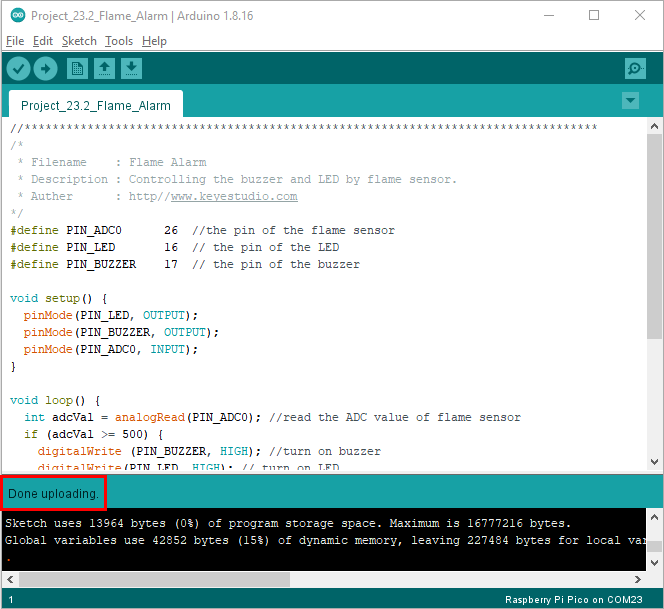 Project_23.2_Flame_Alarm | Arduino 1.8.16
File Edit Sketch Tools Help
Project_23.2_Flame_Alarm
//**********************************************************************************
/*
 * Filename    : Flame Alarm
 * Description : Controlling the buzzer and LED by flame sensor.
 * Auther      : http//www.keyestudio.com
*/
#define PIN_ADC0      26  //the pin of the flame sensor
#define PIN_LED       16  // the pin of the LED
#define PIN_BUZZER    17  // the pin of the buzzer
void setup() {
  pinMode(PIN_LED, OUTPUT);
  pinMode(PIN_BUZZER, OUTPUT);
  pinMode(PIN_ADC0, INPUT);
}
void loop() {
  int adcVal = analogRead(PIN_ADC0); //read the ADC value of flame sensor
  if (adcVal >= 500) {
    digitalWrite (PIN_BUZZER, HIGH); //turn on buzzer
    digitalWrite(PIN_LED, HIGH); // turn on LED
Done uploading.
Sketch uses 13964 bytes (0%) of program storage space. Maximum is 16777216 bytes.
Global variables use 42852 bytes (15%) of dynamic memory, leaving 227484 bytes for local var
.
1 Raspberry Pi Pico on COM23